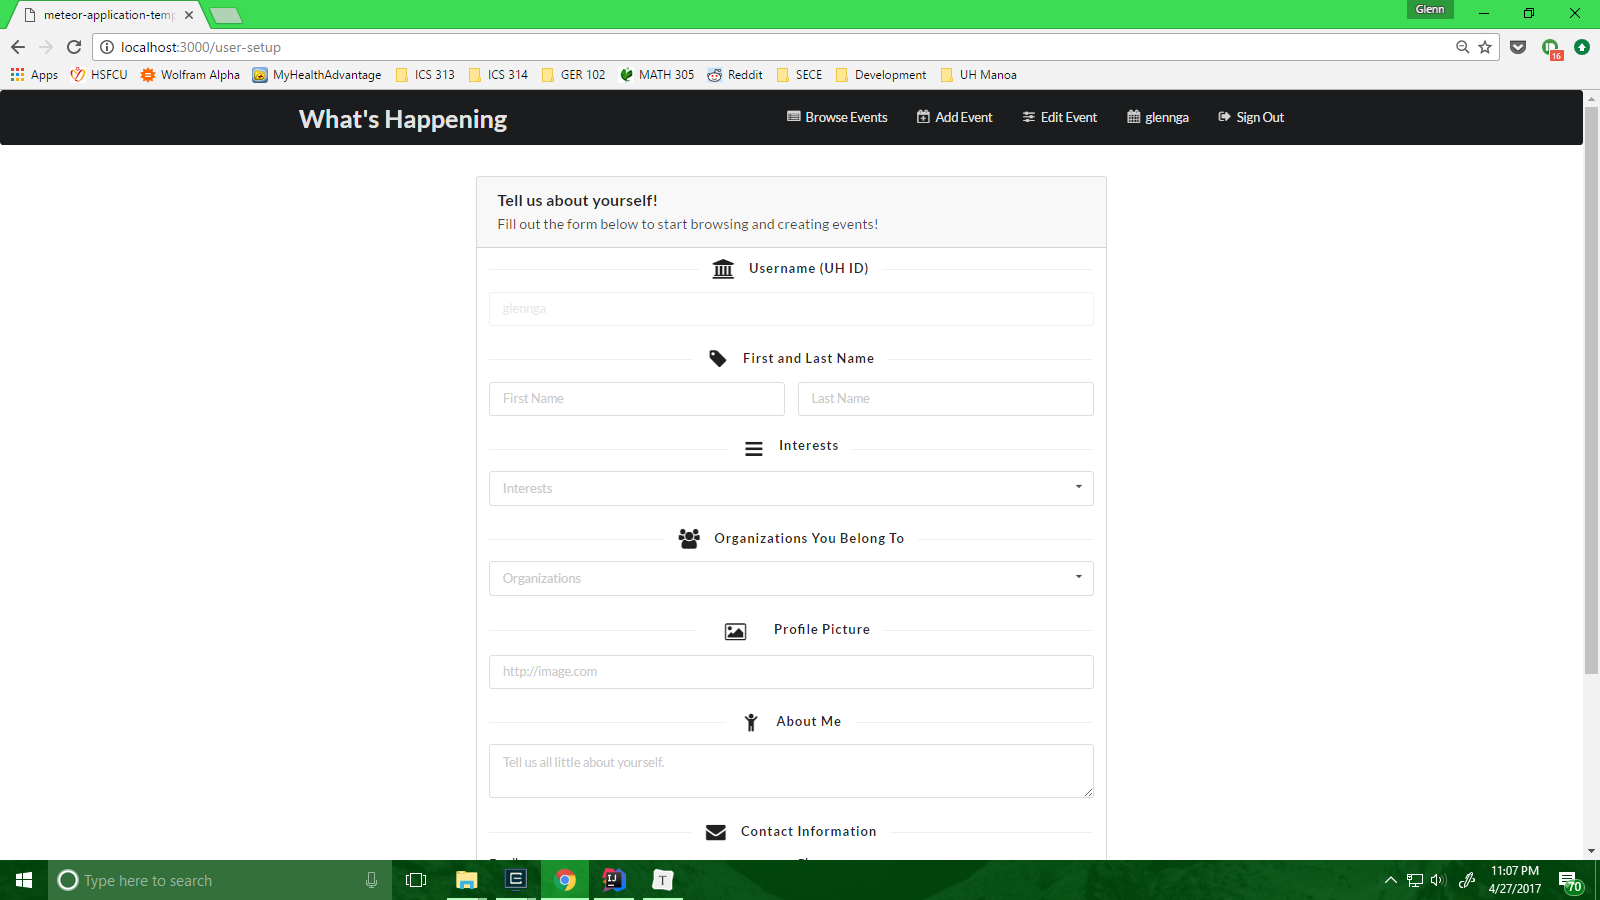 Glenn
meteor-application-temp
localhost:3000/user-setup
16
Apps HSFCU Wolfram Alpha MyHealthAdvantage ICS 313 ICS 314 GER 102 MATH 305 Reddit SECE Development UH Manoa
What's Happening Browse Events Add Event Edit Event glennga Sign Out
Tell us about yourself!
Fill out the form below to start browsing and creating events!
Username (UH ID)
glennga
First and Last Name
First Name Last Name
Interests
Interests
Organizations You Belong To
Organizations
Profile Picture
http://image.com
About Me
Tell us all little about yourself.
Contact Information
Type here to search
IJ
T
11:07 PM
4/27/2017
70